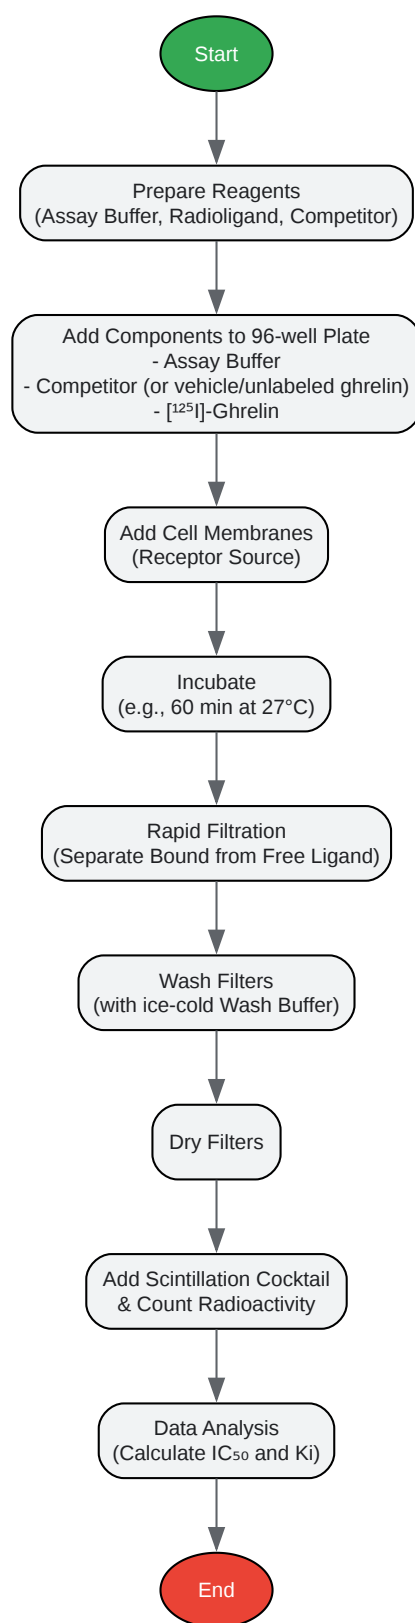 Start
Prepare Reagents
(Assay Buffer, Radioligand, Competitor)
Add Components to 96-well Plate
- Assay Buffer
- Competitor (or vehicle/unlabeled ghrelin)
- [¹²⁵I]-Ghrelin
Add Cell Membranes
(Receptor Source)
Incubate
(e.g., 60 min at 27°C)
Rapid Filtration
(Separate Bound from Free Ligand)
Wash Filters
(with ice-cold Wash Buffer)
Dry Filters
Add Scintillation Cocktail
& Count Radioactivity
Data Analysis
(Calculate IC₅₀ and Ki)
End